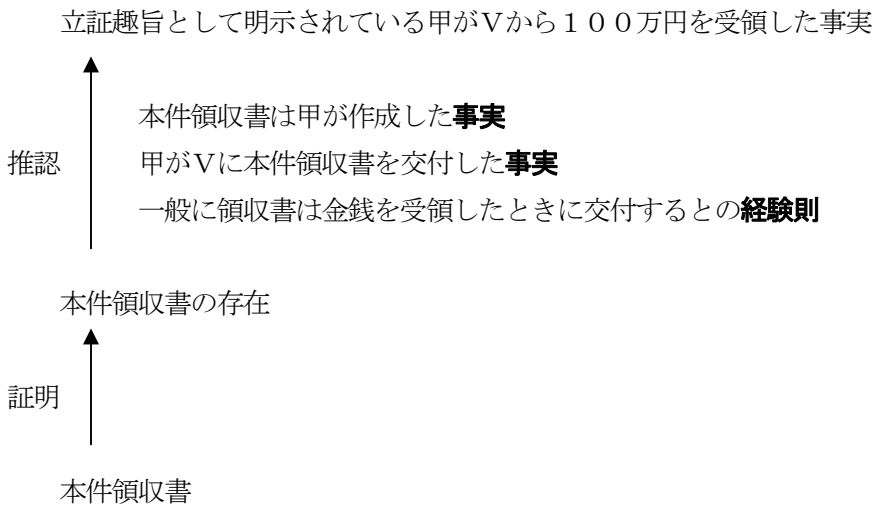 立証趣旨として明示されている甲がＶから１００万円を受領した事実
本件領収書は甲が作成した事実
推認
甲がＶに本件領収書を交付した事実
一般に領収書は金銭を受領したときに交付するとの経験則
本件領収書の存在
証明
本件領収書